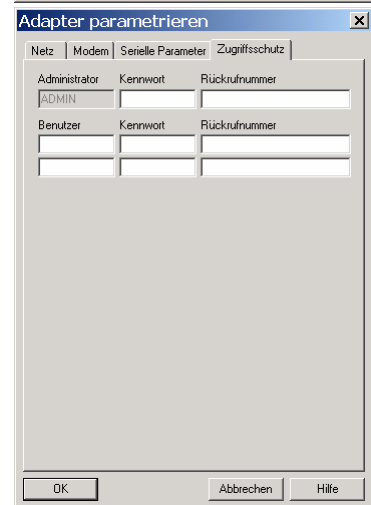 Adapter parametrieren
Netz Modem Serielle Parameter Zugriffsschutz
Administrator Kennwort Rückrufnummer
ADMIN
Benutzer Kennwort Rückrufnummer
OK Abbrechen Hilfe